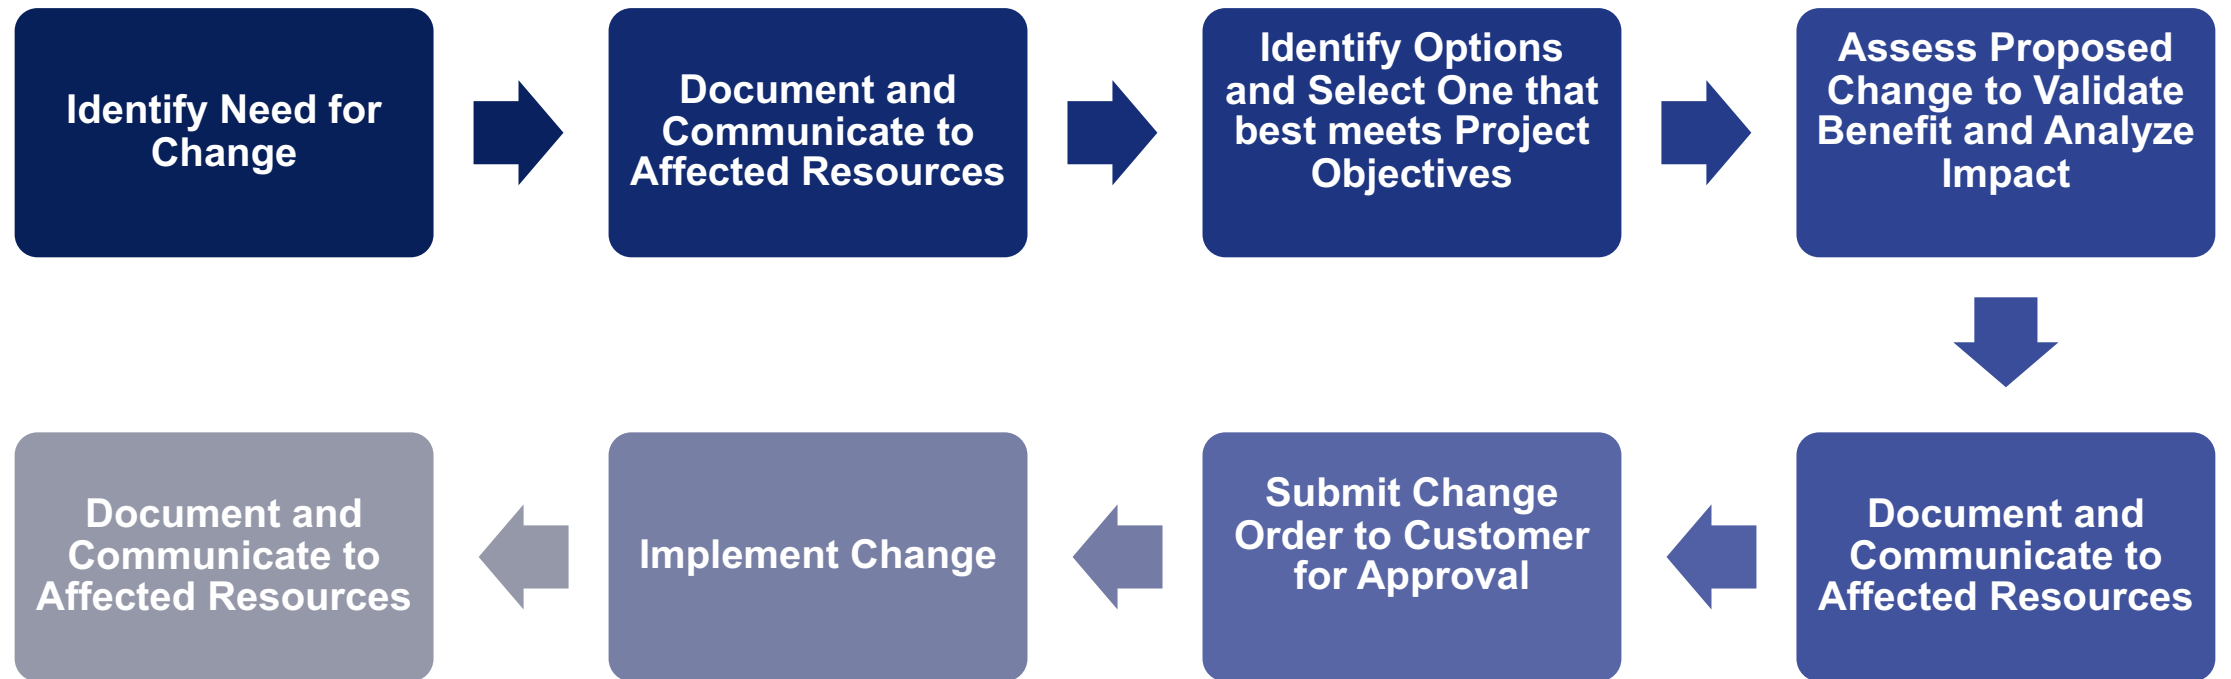 Identify Need for
Change
Document and
Communicate to
Affected Resources
Identify Options
and Select One that
best meets Project
Objectives
Assess Proposed
Change to Validate
Benefit and Analyze
Impact
Document and
Communicate to
Affected Resources
Submit Change
Order to Customer
for Approval
Implement Change
Document and
Communicate to
Affected Resources